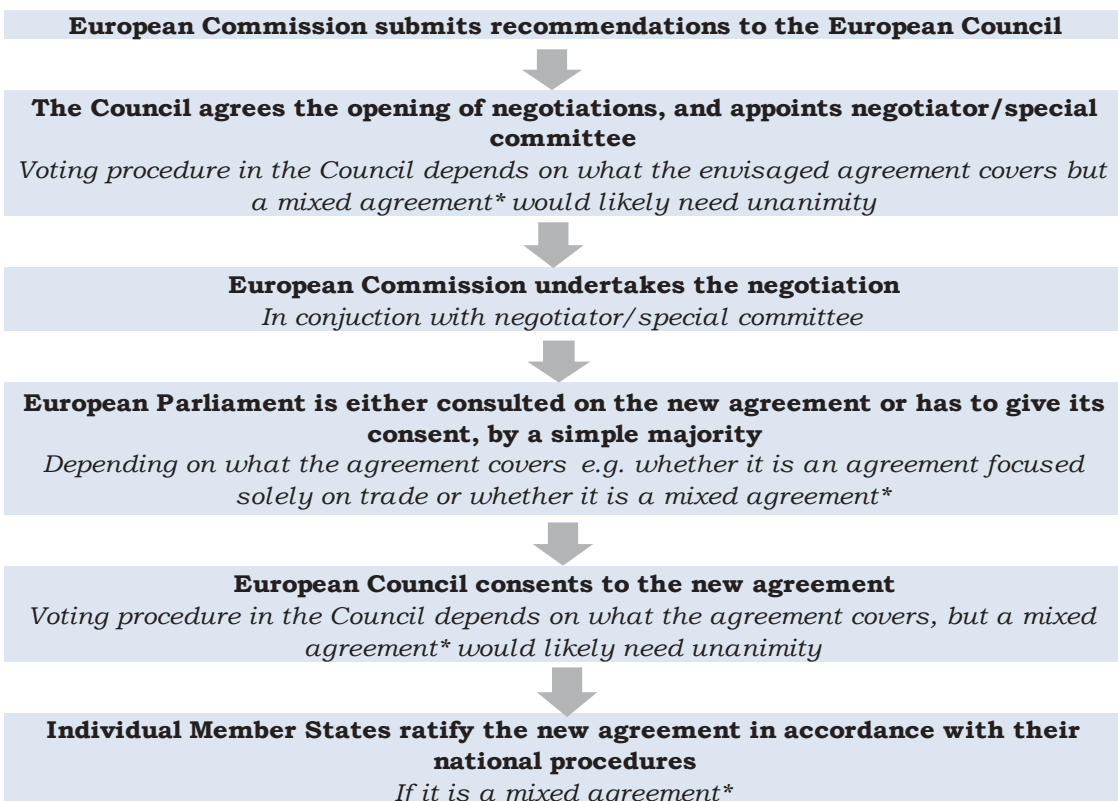 European Commission submits recommendations to the European Council
The Council agrees the opening of negotiations, and appoints negotiator/special
committee
Voting procedure in the Council depends on what the envisaged agreement covers but
a mixed agreement* would likely need unanimity
European Commission undertakes the negotiation
In conjuction with negotiator/special committee
European Parliament is either consulted on the new agreement or has to give its
consent, by a simple majority
Depending on what the agreement covers e.g. whether it is an agreement focused
solely on trade or whether it is a mixed agreement*
European Council consents to the new agreement
Voting procedure in the Council depends on what the agreement covers, but a mixed
agreement* would likely need unanimity
Individual Member States ratify the new agreement in accordance with their
national procedures
If it is a mixed agreement*